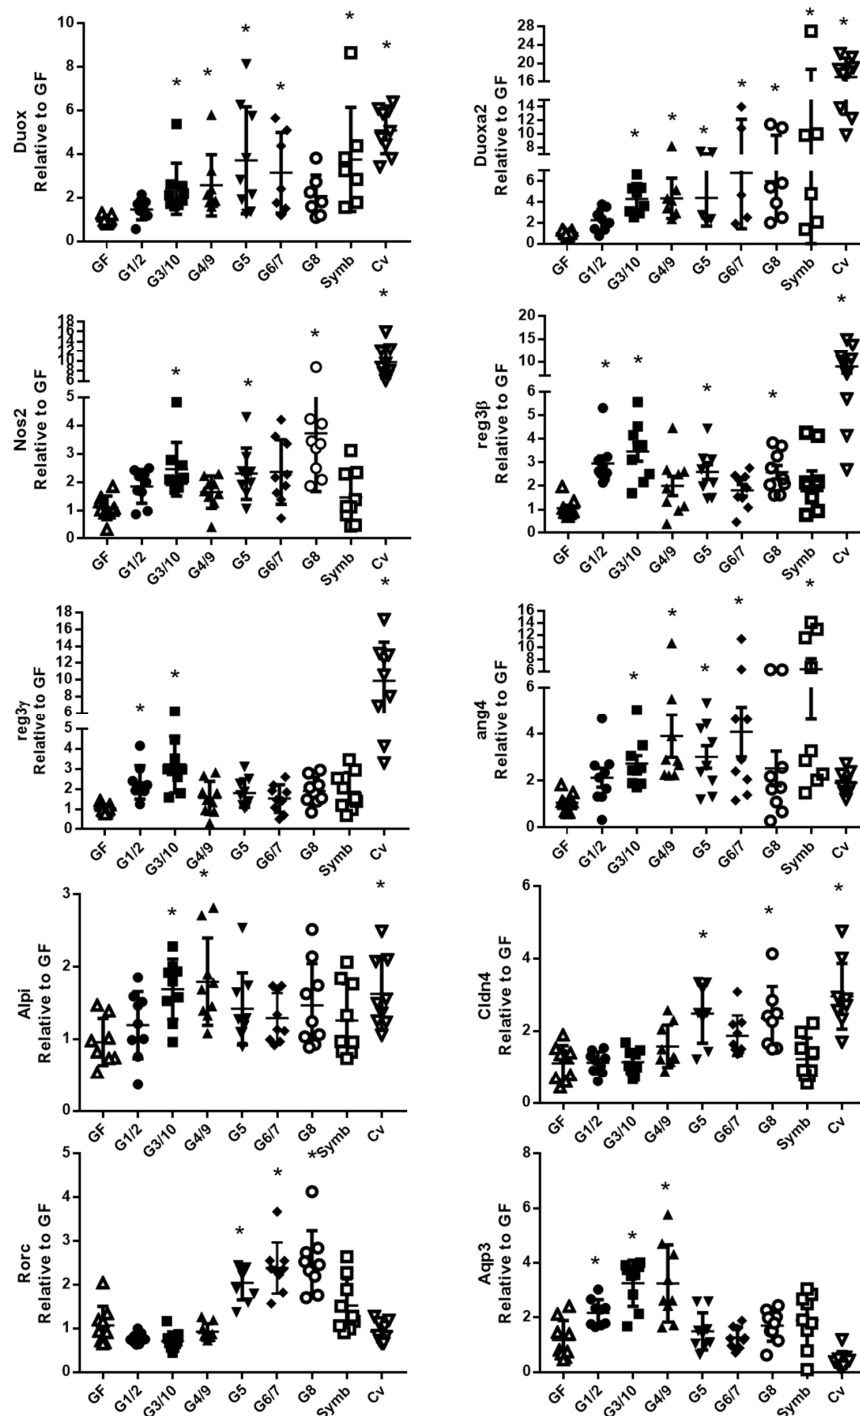 Duox
Relative to GF
10
8
6
4
2
0
* * * * * *
GF G1/2 G3/10 G4/9 G5 G6/7 G8 Symb Cv
Duoxa2
Relative to GF
28
24
20
16
14
12
10
8
6
4
2
0
* * * * * * *
GF G1/2 G3/10 G4/9 G5 G6/7 G8 Symb Cv
Nos2
Relative to GF
18
16
14
12
10
8
6
5
4
3
2
1
0
* * * *
GF G1/2 G3/10 G4/9 G5 G6/7 G8 Symb Cv
reg3β
Relative to GF
20
15
10
6
5
4
3
2
1
0
* * * * *
GF G1/2 G3/10 G4/9 G5 G6/7 G8 Symb Cv
reg3γ
Relative to GF
18
16
14
12
10
8
6
5
4
3
2
1
0
* * *
GF G1/2 G3/10 G4/9 G5 G6/7 G8 Symb Cv
ang4
Relative to GF
16
14
12
10
8
6
6
4
2
0
* * * * *
GF G1/2 G3/10 G4/9 G5 G6/7 G8 Symb Cv
Alpi
Relative to GF
3
2
1
0
* * *
GF G1/2 G3/10 G4/9 G5 G6/7 G8 Symb Cv
Cldn4
Relative to GF
6
4
2
0
* * *
GF G1/2 G3/10 G4/9 G5 G6/7 G8 Symb Cv
Rorc
Relative to GF
5
4
3
2
1
0
* * *
GF G1/2 G3/10 G4/9 G5 G6/7 G8 Symb Cv
Aqp3
Relative to GF
8
6
4
2
0
* * *
GF G1/2 G3/10 G4/9 G5 G6/7 G8 Symb Cv